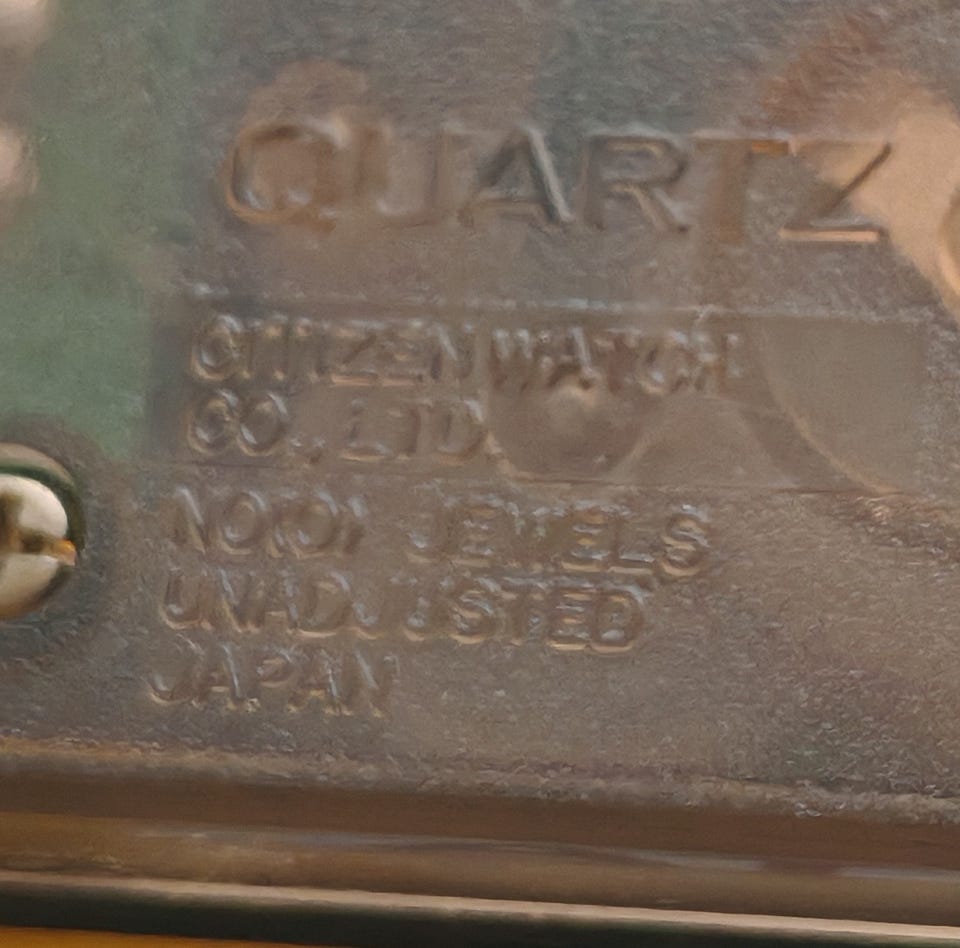 QUARTZ
CITIZEN WATCH
CO., LTD.
NO(0) JEWELS
UNADJUSTED
JAPAN